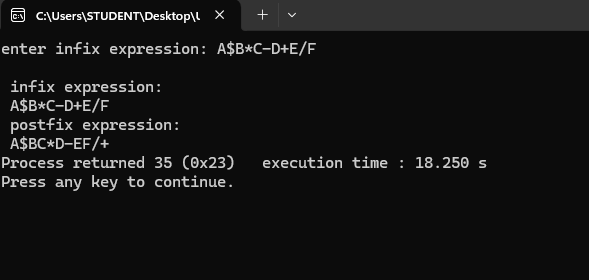 C:\Users\STUDENT\Desktop\U
enter infix expression: A$B*C-D+E/F
infix expression:
A$B*C-D+E/F
postfix expression:
A$BC*D-EF/+
Process returned 35 (0x23)   execution time : 18.250 s
Press any key to continue.